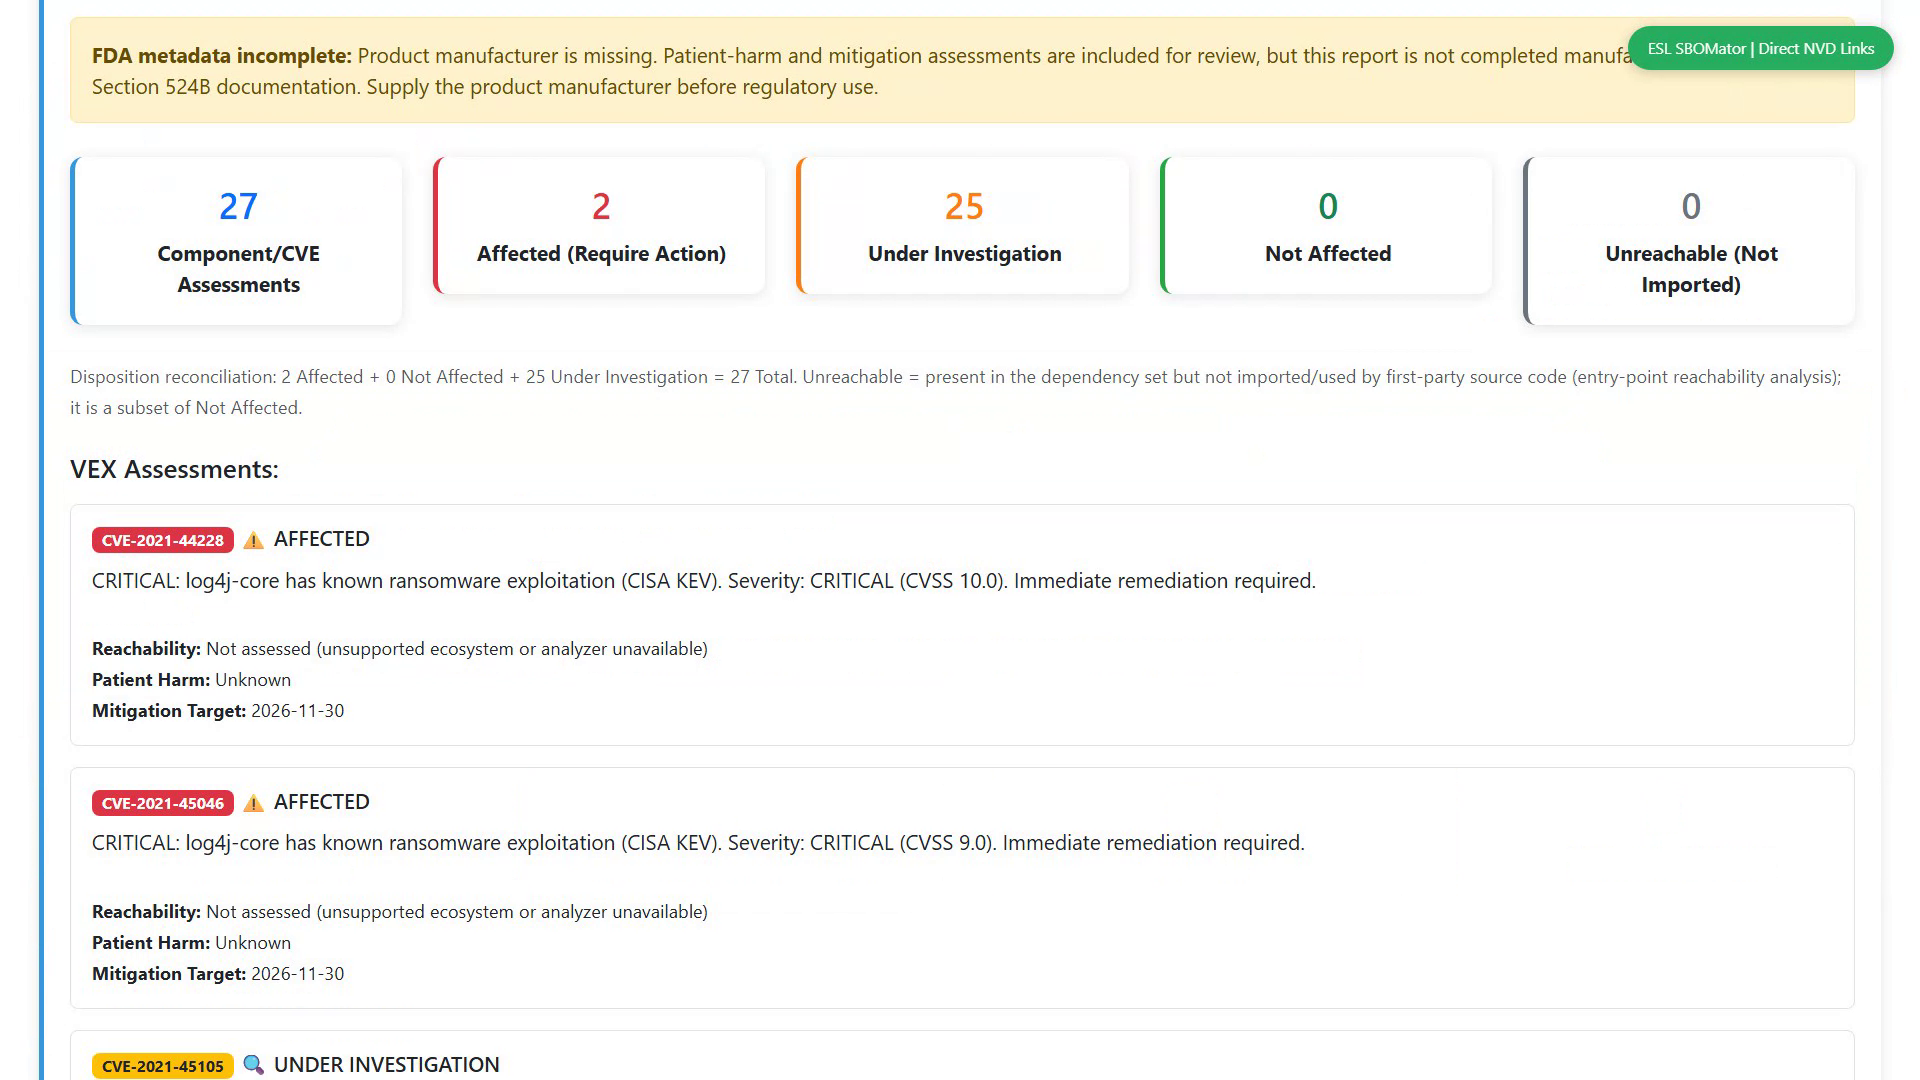 FDA metadata incomplete: Product manufacturer is missing. Patient-harm and mitigation assessments are included for review, but this report is not completed
Section 524B documentation. Supply the product manufacturer before regulatory use.
ESL SBOMator | Direct NVD Links
27
Component/CVE
Assessments
2
Affected (Require Action)
25
Under Investigation
0
Not Affected
0
Unreachable (Not
Imported)
Disposition reconciliation: 2 Affected + 0 Not Affected + 25 Under Investigation = 27 Total. Unreachable = present in the dependency set but not imported/used by first-party source code (entry-point reachability analysis);
it is a subset of Not Affected.
VEX Assessments:
CVE-2021-44228 AFFECTED
CRITICAL: log4j-core has known ransomware exploitation (CISA KEV). Severity: CRITICAL (CVSS 10.0). Immediate remediation required.
Reachability: Not assessed (unsupported ecosystem or analyzer unavailable)
Patient Harm: Unknown
Mitigation Target: 2026-11-30
CVE-2021-45046 AFFECTED
CRITICAL: log4j-core has known ransomware exploitation (CISA KEV). Severity: CRITICAL (CVSS 9.0). Immediate remediation required.
Reachability: Not assessed (unsupported ecosystem or analyzer unavailable)
Patient Harm: Unknown
Mitigation Target: 2026-11-30
CVE-2021-45105 UNDER INVESTIGATION